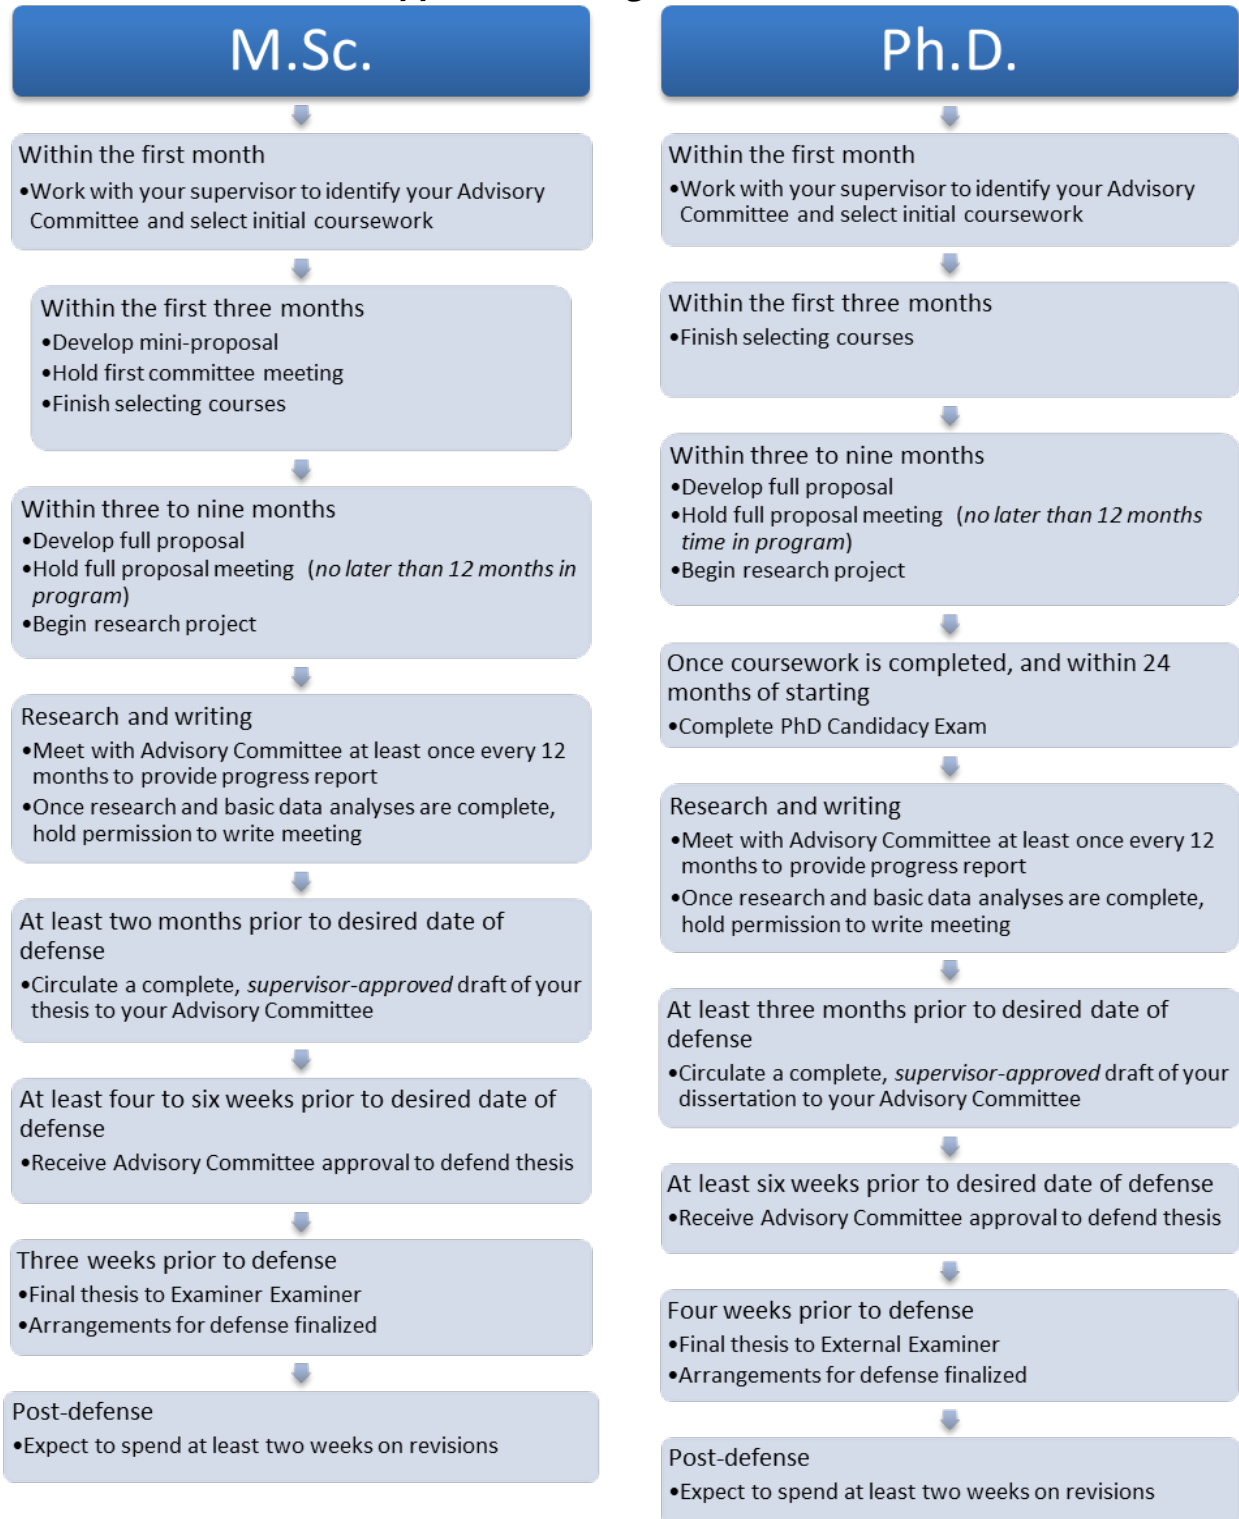 M.Sc.
Within the first month
•Work with your supervisor to identify your Advisory
Committee and select initial coursework
Within the first three months
•Develop mini-proposal
•Hold first committee meeting
•Finish selecting courses
Within three to nine months
•Develop full proposal
•Hold full proposal meeting (no later than 12 months in
program)
•Begin research project
Research and writing
•Meet with Advisory Committee at least once every 12
months to provide progress report
•Once research and basic data analyses are complete,
hold permission to write meeting
At least two months prior to desired date of
defense
•Circulate a complete, supervisor-approved draft of your
thesis to your Advisory Committee
At least four to six weeks prior to desired date of
defense
•Receive Advisory Committee approval to defend thesis
Three weeks prior to defense
•Final thesis to Examiner Examiner
•Arrangements for defense finalized
Post-defense
•Expect to spend at least two weeks on revisions
Ph.D.
Within the first month
•Work with your supervisor to identify your Advisory
Committee and select initial coursework
Within the first three months
•Finish selecting courses
Within three to nine months
•Develop full proposal
•Hold full proposal meeting (no later than 12 months
time in program)
•Begin research project
Once coursework is completed, and within 24
months of starting
•Complete PhD Candidacy Exam
Research and writing
•Meet with Advisory Committee at least once every 12
months to provide progress report
•Once research and basic data analyses are complete,
hold permission to write meeting
At least three months prior to desired date of
defense
•Circulate a complete, supervisor-approved draft of your
dissertation to your Advisory Committee
At least six weeks prior to desired date of defense
•Receive Advisory Committee approval to defend thesis
Four weeks prior to defense
•Final thesis to External Examiner
•Arrangements for defense finalized
Post-defense
•Expect to spend at least two weeks on revisions